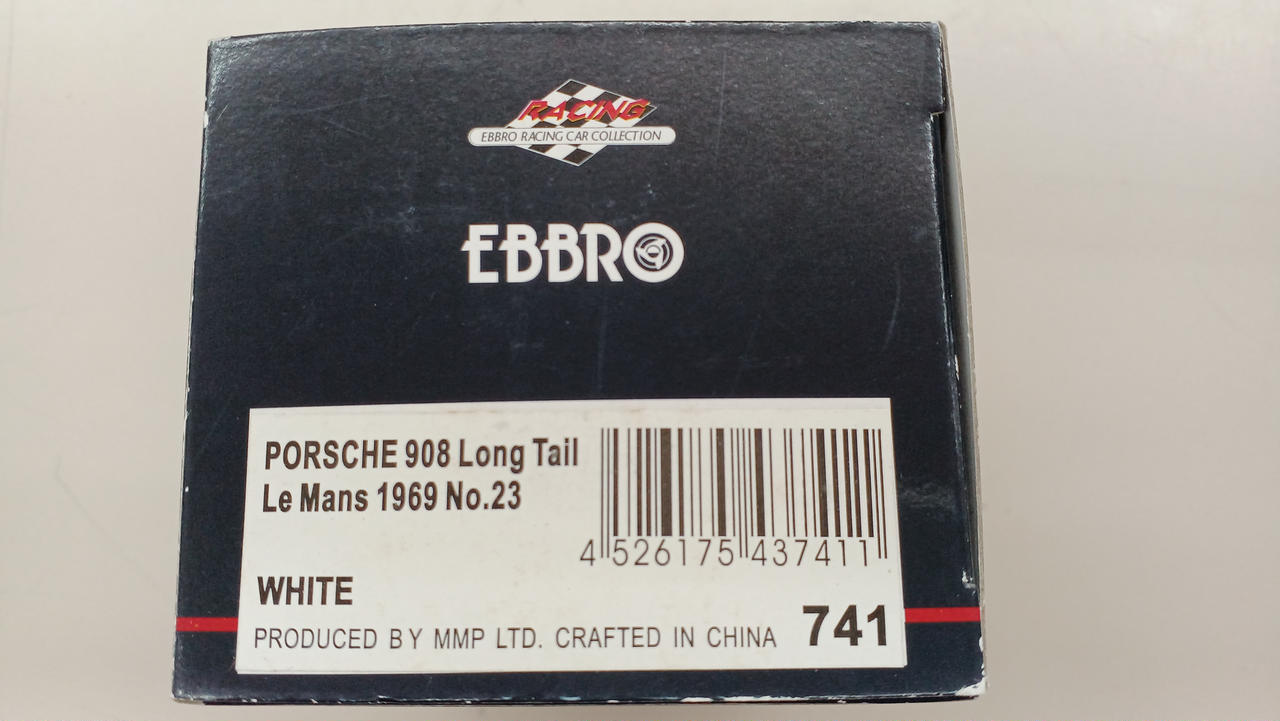 RACING
EBBRO RACING CAR COLLECTION
EBBRO
PORSCHE 908 Long Tail
Le Mans 1969 No.23
4 526175 437411
WHITE
PRODUCED BY MMP LTD. CRAFTED IN CHINA
741